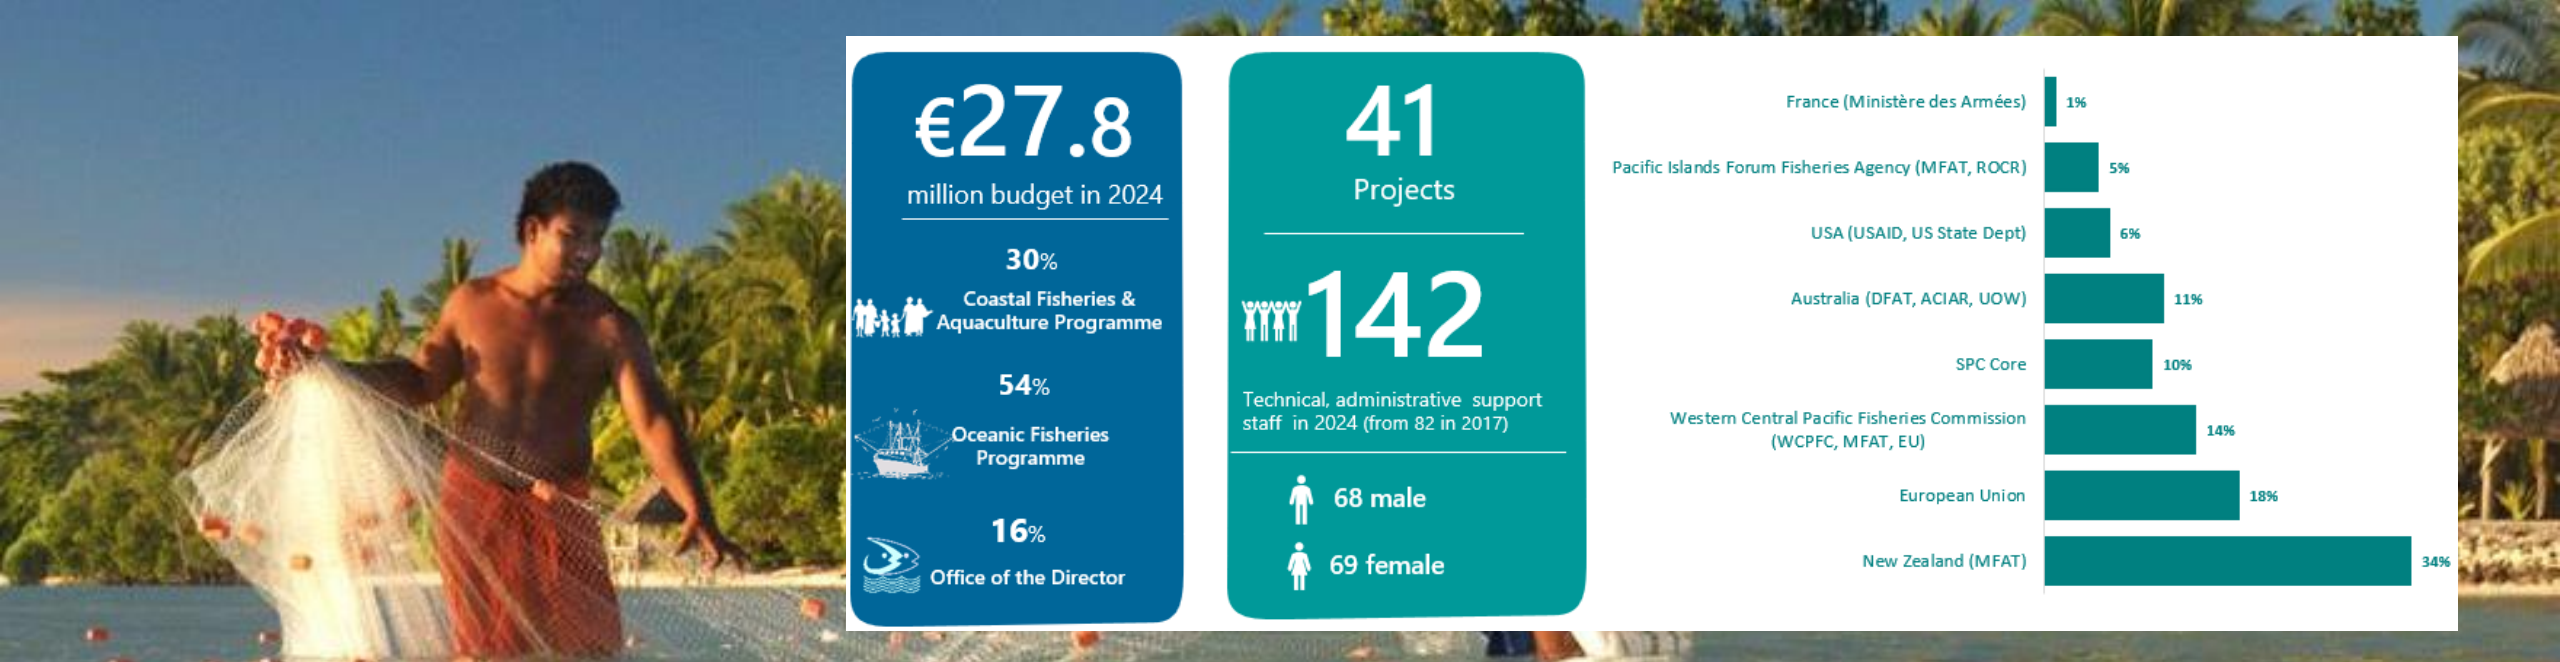 €27.8
million budget in 2024
30%
Coastal Fisheries &
Aquaculture Programme
54%
Oceanic Fisheries
Programme
16%
Office of the Director
41
Projects
142
Technical, administrative support
staff in 2024 (from 82 in 2017)
68 male
69 female
France (Ministère des Armées) 1%
Pacific Islands Forum Fisheries Agency (MFAT, ROCR) 5%
USA (USAID, US State Dept) 6%
Australia (DFAT, ACIAR, UOW) 11%
SPC Core 10%
Western Central Pacific Fisheries Commission
(WCPFC, MFAT, EU) 14%
European Union 18%
New Zealand (MFAT) 34%